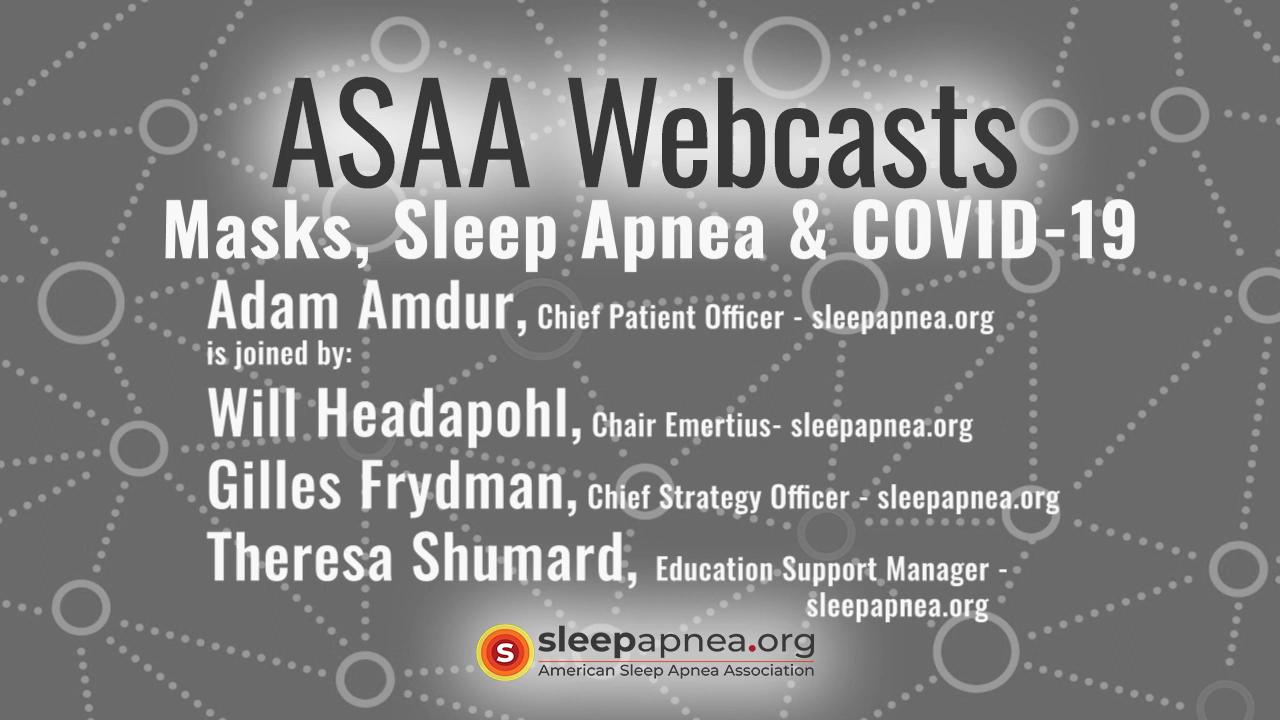 ASAA Webcasts
Masks, Sleep Apnea & COVID-19
Adam Amdur, Chief Patient Officer - sleepapnea.org
is joined by:
Will Headapohl, Chair Emertius- sleepapnea.org
Gilles Frydman, Chief Strategy Officer - sleepapnea.org
Theresa Shumard, Education Support Manager -
sleepapnea.org
s sleepapnea.org
American Sleep Apnea Association